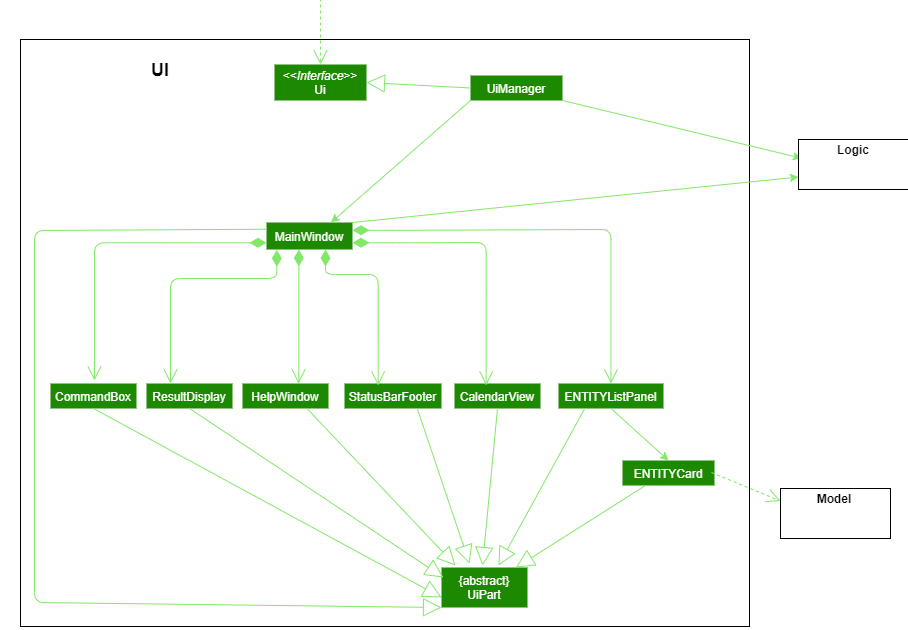 UI
<<Interface>>
Ui
UiManager
Logic
MainWindow
CommandBox
ResultDisplay
HelpWindow
StatusBarFooter
CalendarView
ENTITYListPanel
ENTITYCard
Model
{abstract}
UiPart